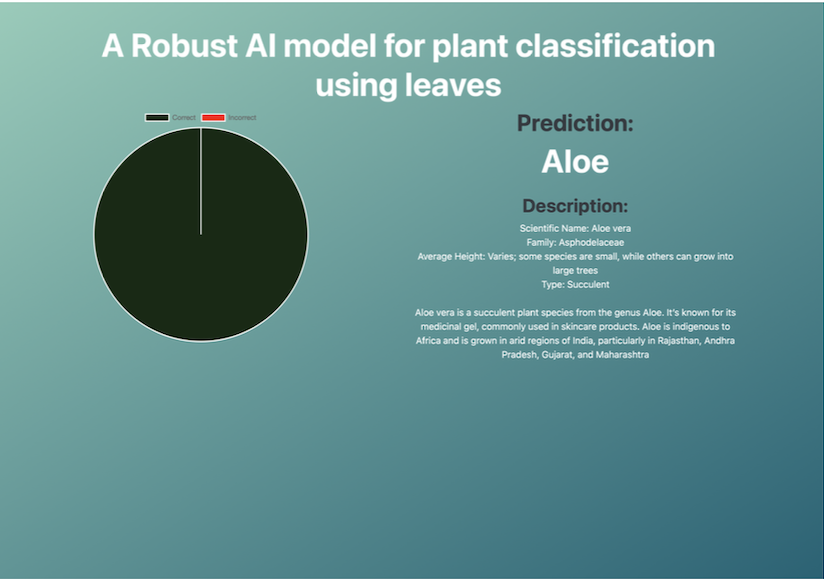 A Robust AI model for plant classification
using leaves
Correct Incorrect
Prediction:
Aloe
Description:
Scientific Name: Aloe vera
Family: Asphodelaceae
Average Height: Varies; some species are small, while others can grow into
large trees
Type: Succulent
Aloe vera is a succulent plant species from the genus Aloe. It's known for its
medicinal gel, commonly used in skincare products. Aloe is indigenous to
Africa and is grown in arid regions of India, particularly in Rajasthan, Andhra
Pradesh, Gujarat, and Maharashtra